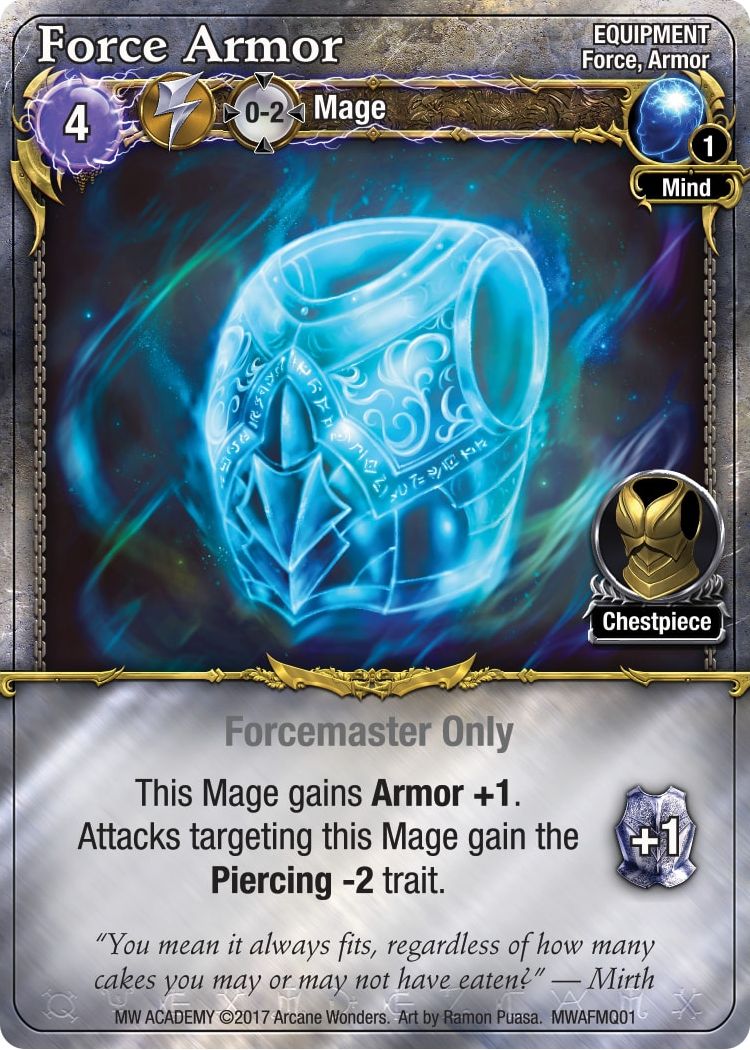 Force Armor
EQUIPMENT
Force, Armor
4
0-2
Mage
1
Mind
Chestpiece
Forcemaster Only
This Mage gains Armor +1.
Attacks targeting this Mage gain the
Piercing -2 trait.
+1
“You mean it always fits, regardless of how many
cakes you may or may not have eaten?” — Mirth
MW ACADEMY ©2017 Arcane Wonders. Art by Ramon Puasa. MWAFMQ01